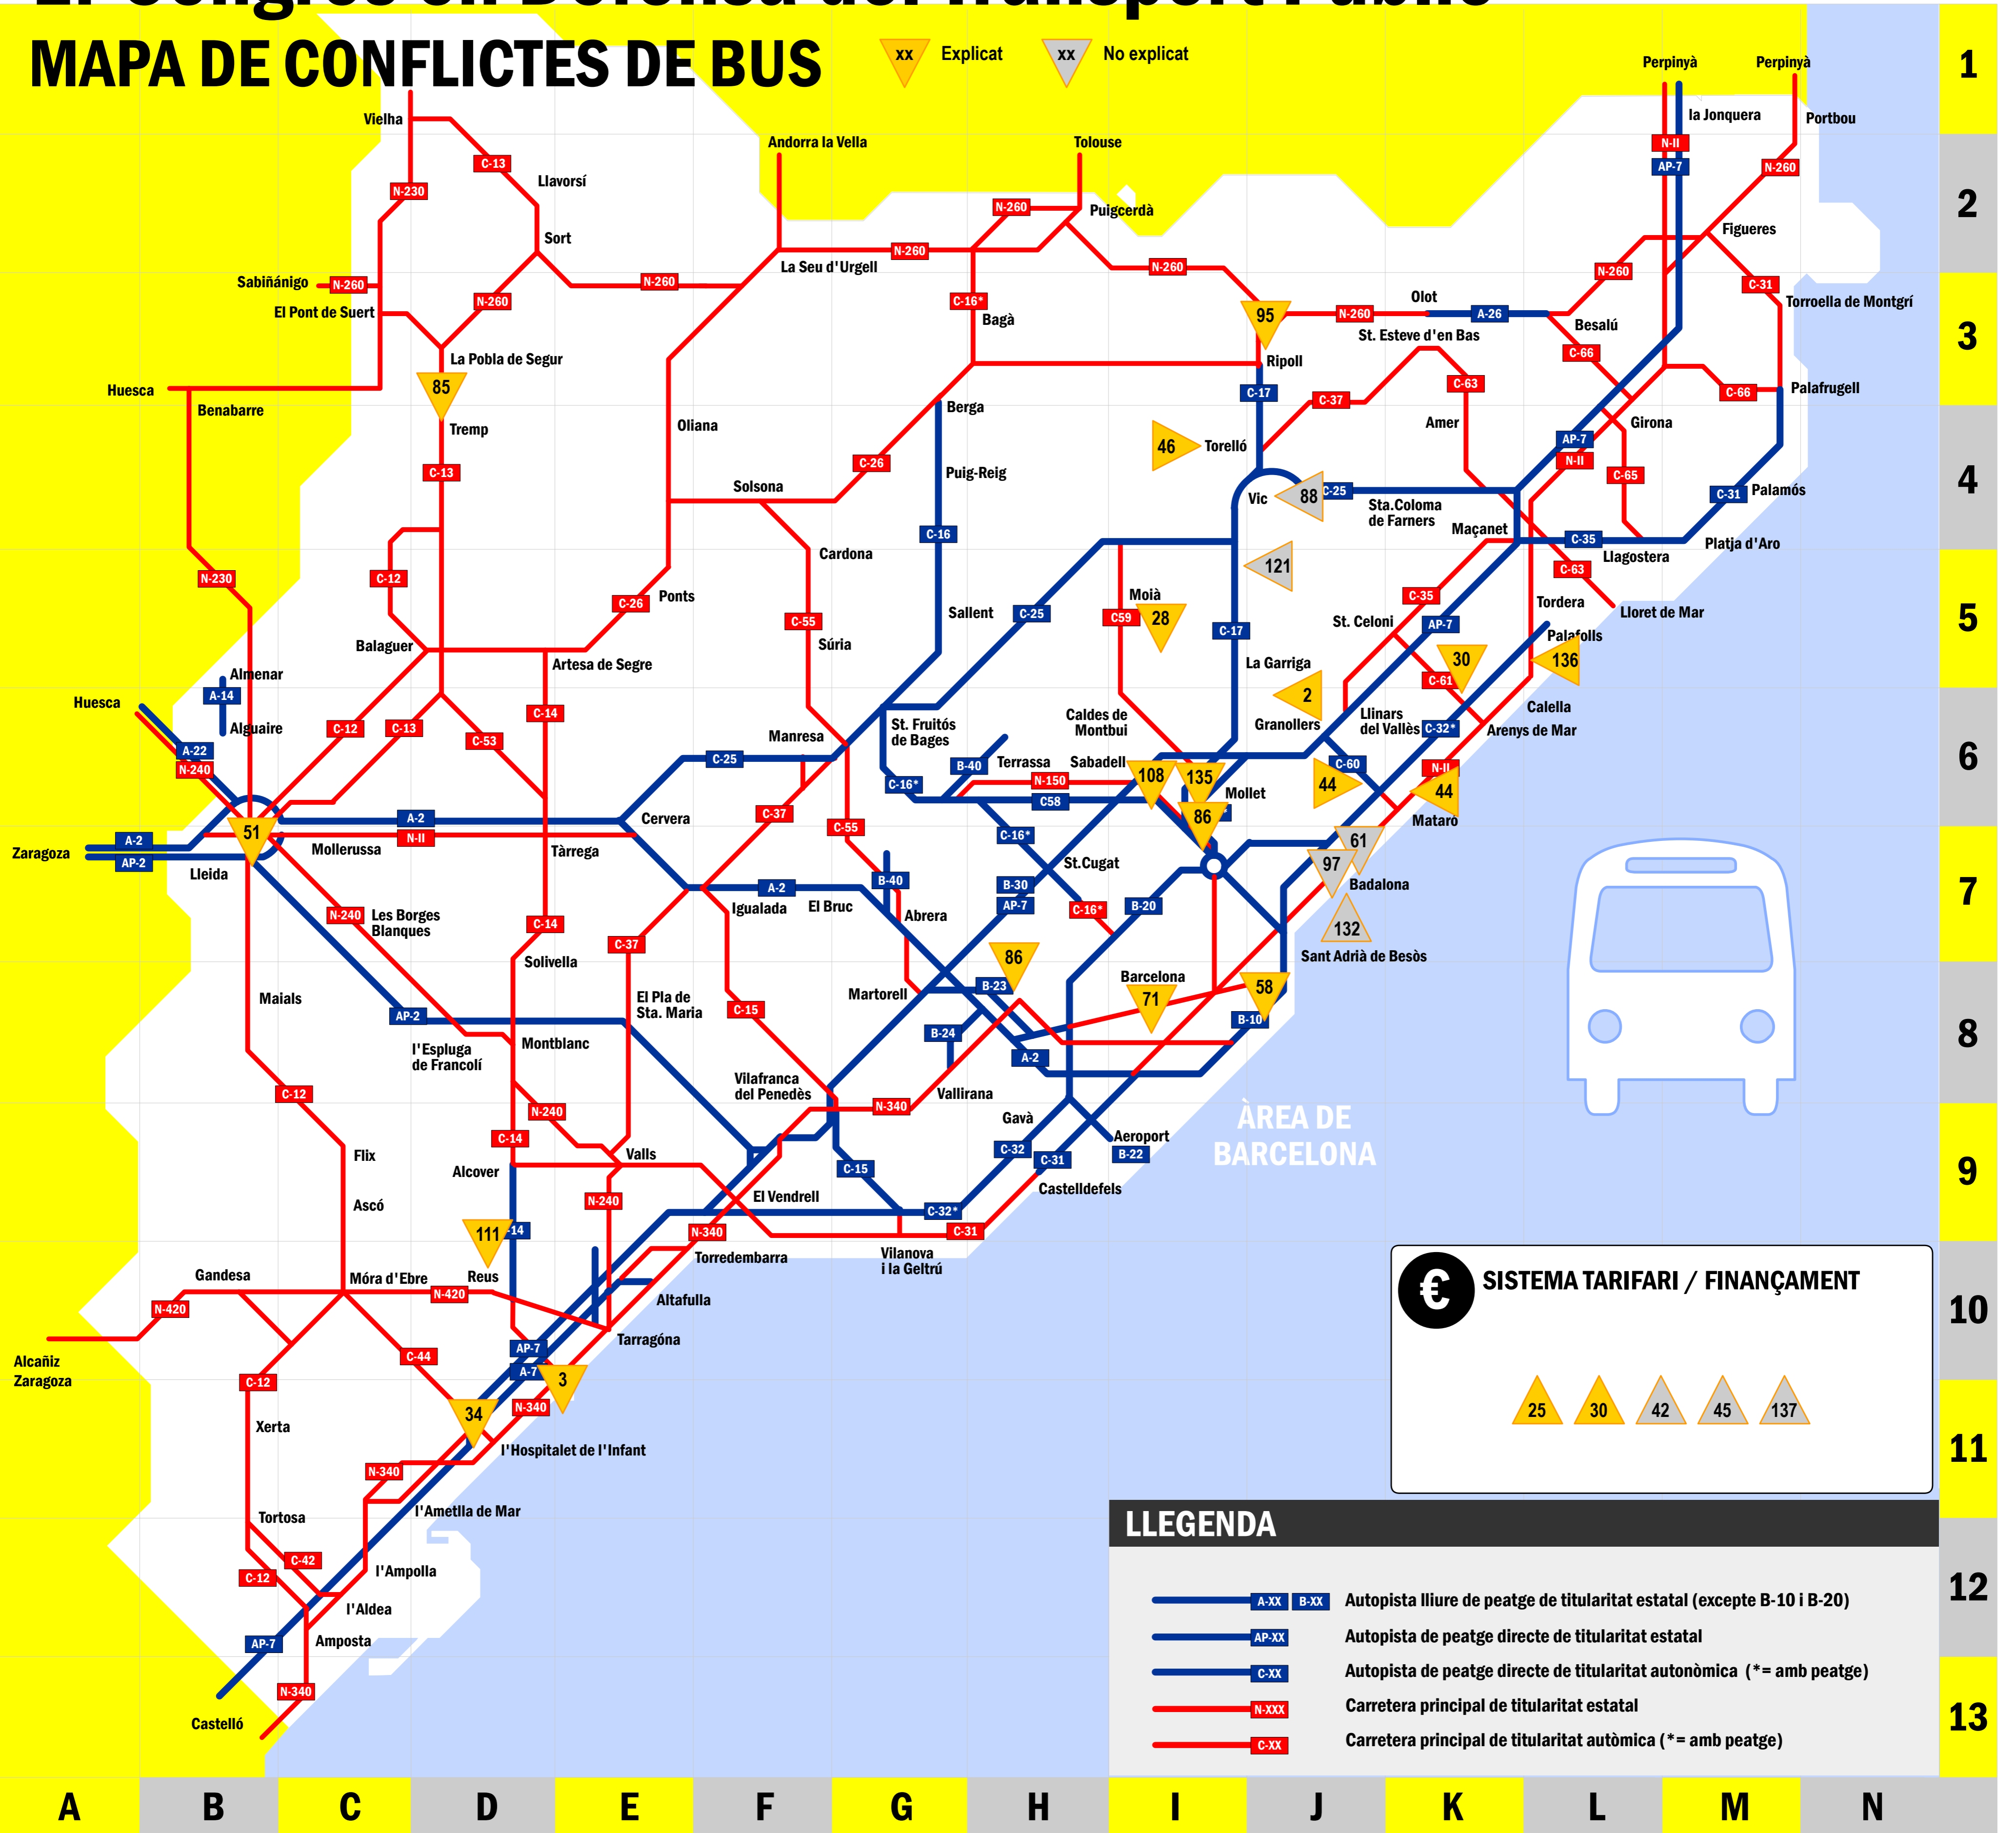 MAPA DE CONFLICTES DE BUS
xx Explicat
xx No explicat
1
Perpinyà
Perpinyà
Vielha
la Jonquera
Portbou
N-II
Andorra la Vella
Tolouse
C-13
AP-7
N-260
Llavorsí
N-230
2
N-260
Puigcerdà
Sort
Figueres
N-260
La Seu d'Urgell
N-260
N-260
Sabiñánigo
N-260
N-260
C-31
El Pont de Suert
N-260
C-16*
Olot
Torroella de Montgrí
Bagà
95
N-260
A-26
Besalú
3
St. Esteve d'en Bas
La Pobla de Segur
Ripoll
C-66
Huesca
85
C-63
Palafrugell
C-17
C-66
Benabarre
C-37
Berga
Tremp
Oliana
Amer
Girona
46
Torelló
AP-7
C-26
N-II
C-13
Puig-Reig
C-65
4
Solsona
Vic
88
C-25
Palamós
C-31
Sta.Coloma
de Farners
C-16
Maçanet
C-35
Platja d'Aro
Cardona
Llagostera
121
N-230
C-12
C-63
Moià
C-26
Ponts
C-35
Tordera
Sallent
C-25
C59
28
St. Celoni
AP-7
Lloret de Mar
5
C-55
C-17
Palafolls
Balaguer
Súria
Artesa de Segre
La Garriga
30
136
Almenar
C-61
A-14
2
Huesca
C-14
Caldes de
Montbui
Llinars
del Vallès
Calella
Alguaire
C-12
C-13
St. Fruitós
de Bages
Granollers
C-32*
Arenys de Mar
Manresa
C-53
A-22
C-25
B-40
Terrassa
Sabadell
C-60
N-II
6
N-240
C-16*
N-150
108
135
44
44
C58
Mollet
C-37
A-2
Cervera
86
Mataró
C-55
51
C-16*
A-2
N-II
61
Zaragoza
Mollerussa
Tàrrega
AP-2
St.Cugat
97
Lleida
B-40
B-30
Badalona
7
A-2
Igualada
El Bruc
AP-7
N-240
Les Borges
Blanques
Abrera
C-16*
B-20
C-14
132
C-37
Sant Adrià de Besòs
Solivella
86
Barcelona
Maials
El Pla de
Sta. Maria
Martorell
B-23
71
58
C-15
AP-2
B-10
8
B-24
Montblanc
l'Espluga
de Francolí
A-2
C-12
Vilafranca
del Penedès
Vallirana
N-240
N-340
ÀREA DE
BARCELONA
Gavà
C-14
Aeroport
C-32
B-22
Flix
Valls
C-31
9
Alcover
C-15
Castelldefels
El Vendrell
Ascó
N-240
C-32*
111
-14
N-340
C-31
Torredembarra
Vilanova
i la Geltrú
Gandesa
Móra d'Ebre
Reus
N-420
N-420
Altafulla
€ SISTEMA TARIFARI / FINANÇAMENT
10
Tarragóna
AP-7
Alcañiz
Zaragoza
C-44
A-7
3
C-12
N-340
25 30 42 45 137
34
Xerta
l'Hospitalet de l'Infant
11
N-340
l'Ametlla de Mar
Tortosa
LLEGENDA
C-42
C-12
l'Ampolla
A-XX B-XX Autopista lliure de peatge de titularitat estatal (excepte B-10 i B-20)
12
l'Aldea
AP-XX Autopista de peatge directe de titularitat estatal
Amposta
AP-7
C-XX Autopista de peatge directe de titularitat autonòmica (*= amb peatge)
N-340
N-XXX Carretera principal de titularitat estatal
13
Castelló
C-XX Carretera principal de titularitat autòmica (*= amb peatge)
A B C D E F G H I J K L M N